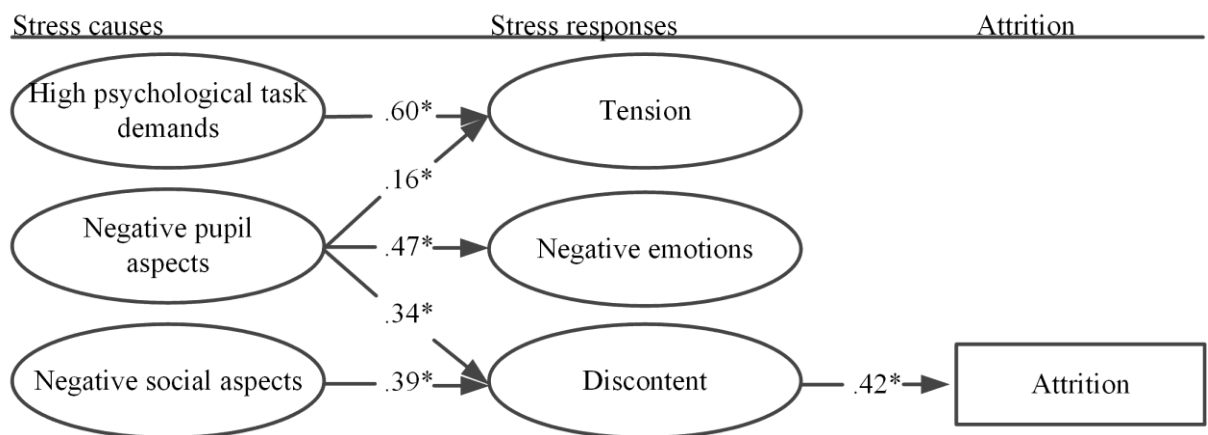 Stress causes
Stress responses
Attrition
High psychological task
demands
.60*
Tension
.16*
Negative pupil
aspects
.47*
Negative emotions
.34*
Negative social aspects
.39*
Discontent
.42*
Attrition